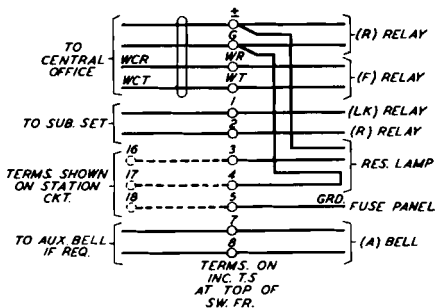 ±
G
(R) RELAY
TO
CENTRAL
OFFICE
WCR
WR
WCT
WT
(F) RELAY
1
(LK) RELAY
TO SUB. SET
2
(R) RELAY
16
3
TERMS. SHOWN
ON STATION
CKT.
17
4
RES. LAMP
18
5
GRD.
FUSE PANEL
7
TO AUX. BELL
IF REQ.
8
(A) BELL
TERMS. ON
INC. T.S
AT TOP OF
SW. FR.